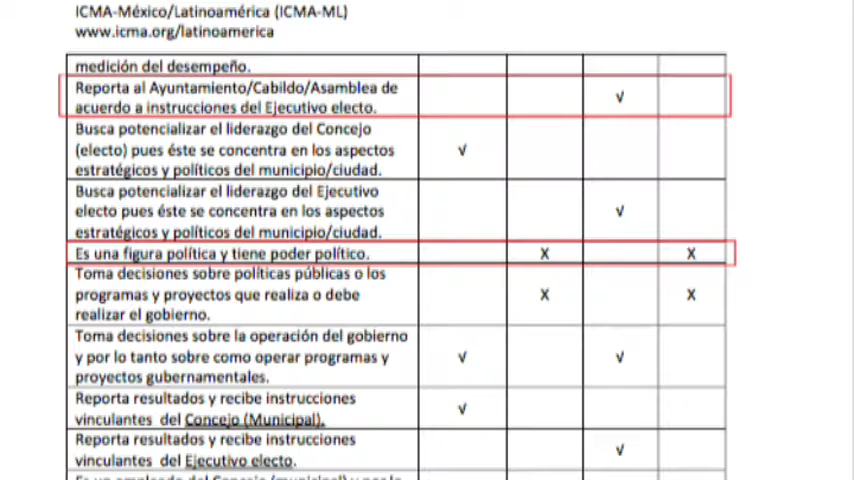 ICMA-México/Latinoamérica (ICMA-ML)
www.icma.org/latinoamerica
medición del desempeño.
Reporta al Ayuntamiento/Cabildo/Asamblea de
acuerdo a instrucciones del Ejecutivo electo. √
Busca potencializar el liderazgo del Concejo
(electo) pues éste se concentra en los aspectos √
estratégicos y políticos del municipio/ciudad.
Busca potencializar el liderazgo del Ejecutivo
electo pues éste se concentra en los aspectos √
estratégicos y políticos del municipio/ciudad.
Es una figura política y tiene poder político. X X
Toma decisiones sobre políticas públicas o los
programas y proyectos que realiza o debe X X
realizar el gobierno.
Toma decisiones sobre la operación del gobierno
y por lo tanto sobre como operar programas y √ √
proyectos gubernamentales.
Reporta resultados y recibe instrucciones
vinculantes del Concejo (Municipal). √
Reporta resultados y recibe instrucciones
vinculantes del Ejecutivo electo. √